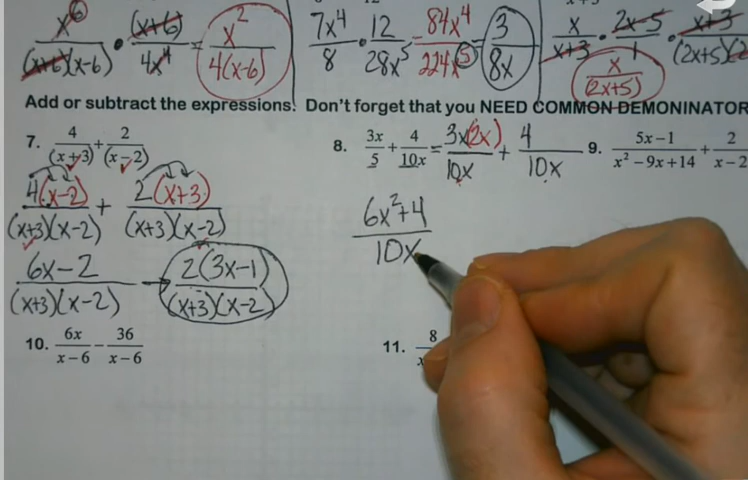 x^6/((x+6)(x-6)) • (x+6)/4x^4 = x^2/(4(x-6))
7x^4/8 • 12/28x^5 = 84x^4/224x^5 = 3/8x
x/(x+3) • (2x-5)/1 • (x+3)/((2x+5)(2
x/(2x+5)
Add or subtract the expressions. Don't forget that you NEED COMMON DEMONINATOR
7. 4/(x+3) + 2/(x-2)
4(x-2)/((x+3)(x-2)) + 2(x+3)/((x+3)(x-2))
(6x-2)/((x+3)(x-2)) → 2(3x-1)/((x+3)(x-2))
8. 3x/5 + 4/10x = 3x(2x)/10x + 4/10x
(6x^2+4)/10x
9. (5x-1)/(x^2-9x+14) + 2/(x-2
10. 6x/(x-6) - 36/(x-6)
11. 8